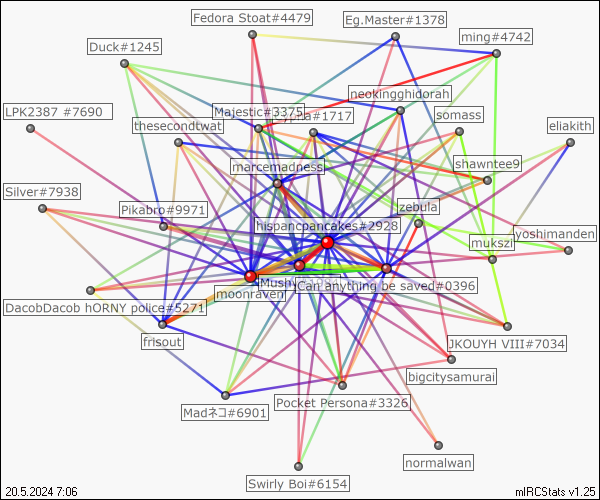 Fedora Stoat#4479
Eg.Master#1378
ming#4742
Duck#1245
neokingghidorah
LPK2387 #7690
Majestic#3375
#1717
somass
thesecondtwat
eliakith
marcemadness
shawntee9
Silver#7938
Pikabro#9971
zebula
hispancpancakes#2928
mukszi
yoshimanden
moonraven
Can anything be saved#0396
DacobDacob hORNY police#5271
frisout
JKOUYH VIII#7034
bigcitysamurai
Madネコ#6901
Pocket Persona#3326
normalwan
Swirly Boi#6154
20.5.2024 7:06
mIRCStats v1.25